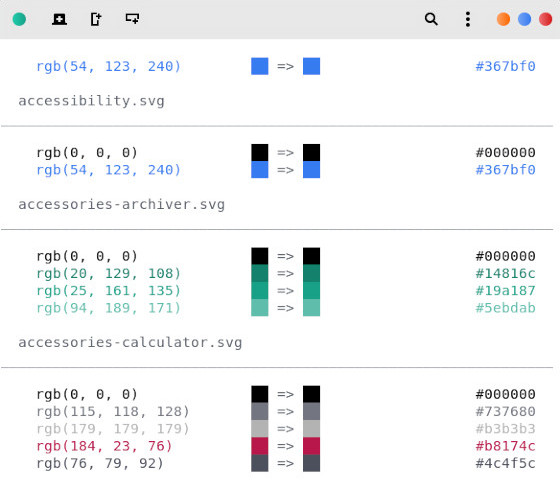 rgb(54, 123, 240) => #367bf0
accessibility.svg
rgb(0, 0, 0) => #000000
rgb(54, 123, 240) => #367bf0
accessories-archiver.svg
rgb(0, 0, 0) => #000000
rgb(20, 129, 108) => #14816c
rgb(25, 161, 135) => #19a187
rgb(94, 189, 171) => #5ebdab
accessories-calculator.svg
rgb(0, 0, 0) => #000000
rgb(115, 118, 128) => #737680
rgb(179, 179, 179) => #b3b3b3
rgb(184, 23, 76) => #b8174c
rgb(76, 79, 92) => #4c4f5c